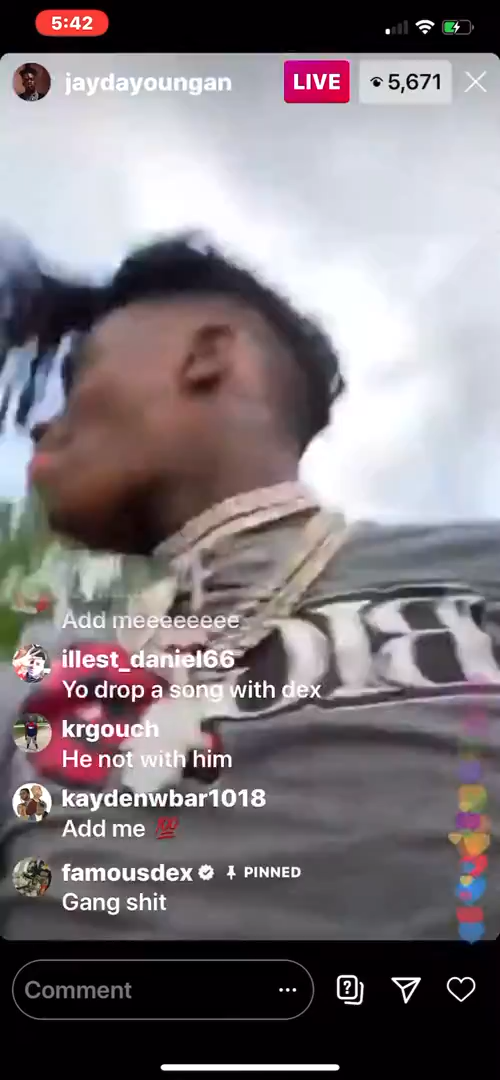 5:42
jaydayoungan
LIVE
5,671
Add meeeeeeee
illest_daniel66
Yo drop a song with dex
krgouch
He not with him
kaydenwbar1018
Add me 💯
famousdex PINNED
Gang shit
Comment